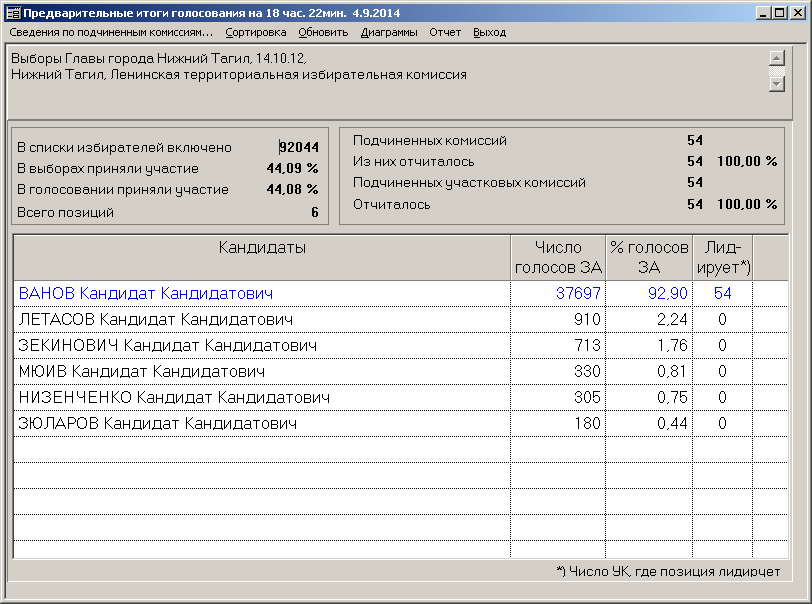 Предварительные итоги голосования на 18 час. 22мин. 4.9.2014
Сведения по подчиненным комиссиям... Сортировка Обновить Диаграммы Отчет Выход
Выборы Главы города Нижний Тагил, 14.10.12,
Нижний Тагил, Ленинская территориальная избирательная комиссия
В списки избирателей включено 92044
В выборах приняли участие 44,09 %
В голосовании приняли участие 44,08 %
Всего позиций 6
Подчиненных комиссий 54
Из них отчиталось 54 100,00 %
Подчиненных участковых комиссий 54
Отчиталось 54 100,00 %
Кандидаты Число голосов ЗА % голосов ЗА Лид-ирует*)
ВАНОВ Кандидат Кандидатович 37697 92,90 54
ЛЕТАСОВ Кандидат Кандидатович 910 2,24 0
ЗЕКИНОВИЧ Кандидат Кандидатович 713 1,76 0
МЮИВ Кандидат Кандидатович 330 0,81 0
НИЗЕНЧЕНКО Кандидат Кандидатович 305 0,75 0
ЗЮЛАРОВ Кандидат Кандидатович 180 0,44 0
*) Число УК, где позиция лидирчет